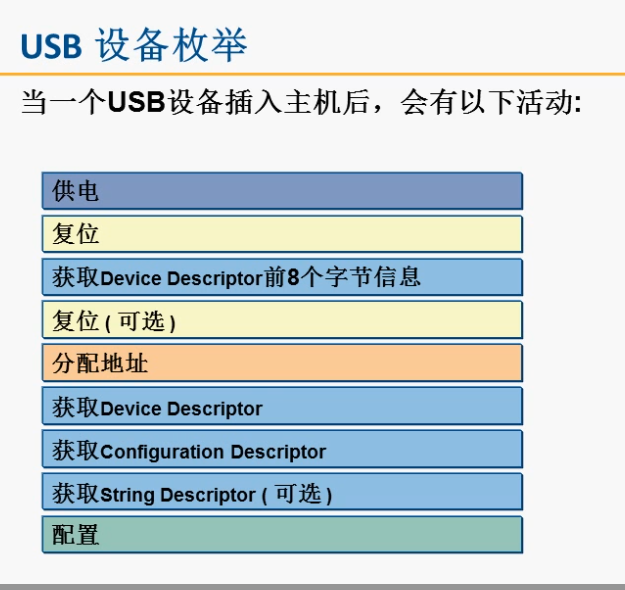 USB 设备枚举
当一个USB设备插入主机后，会有以下活动:
供电
复位
获取Device Descriptor前8个字节信息
复位 ( 可选 )
分配地址
获取Device Descriptor
获取Configuration Descriptor
获取String Descriptor ( 可选 )
配置